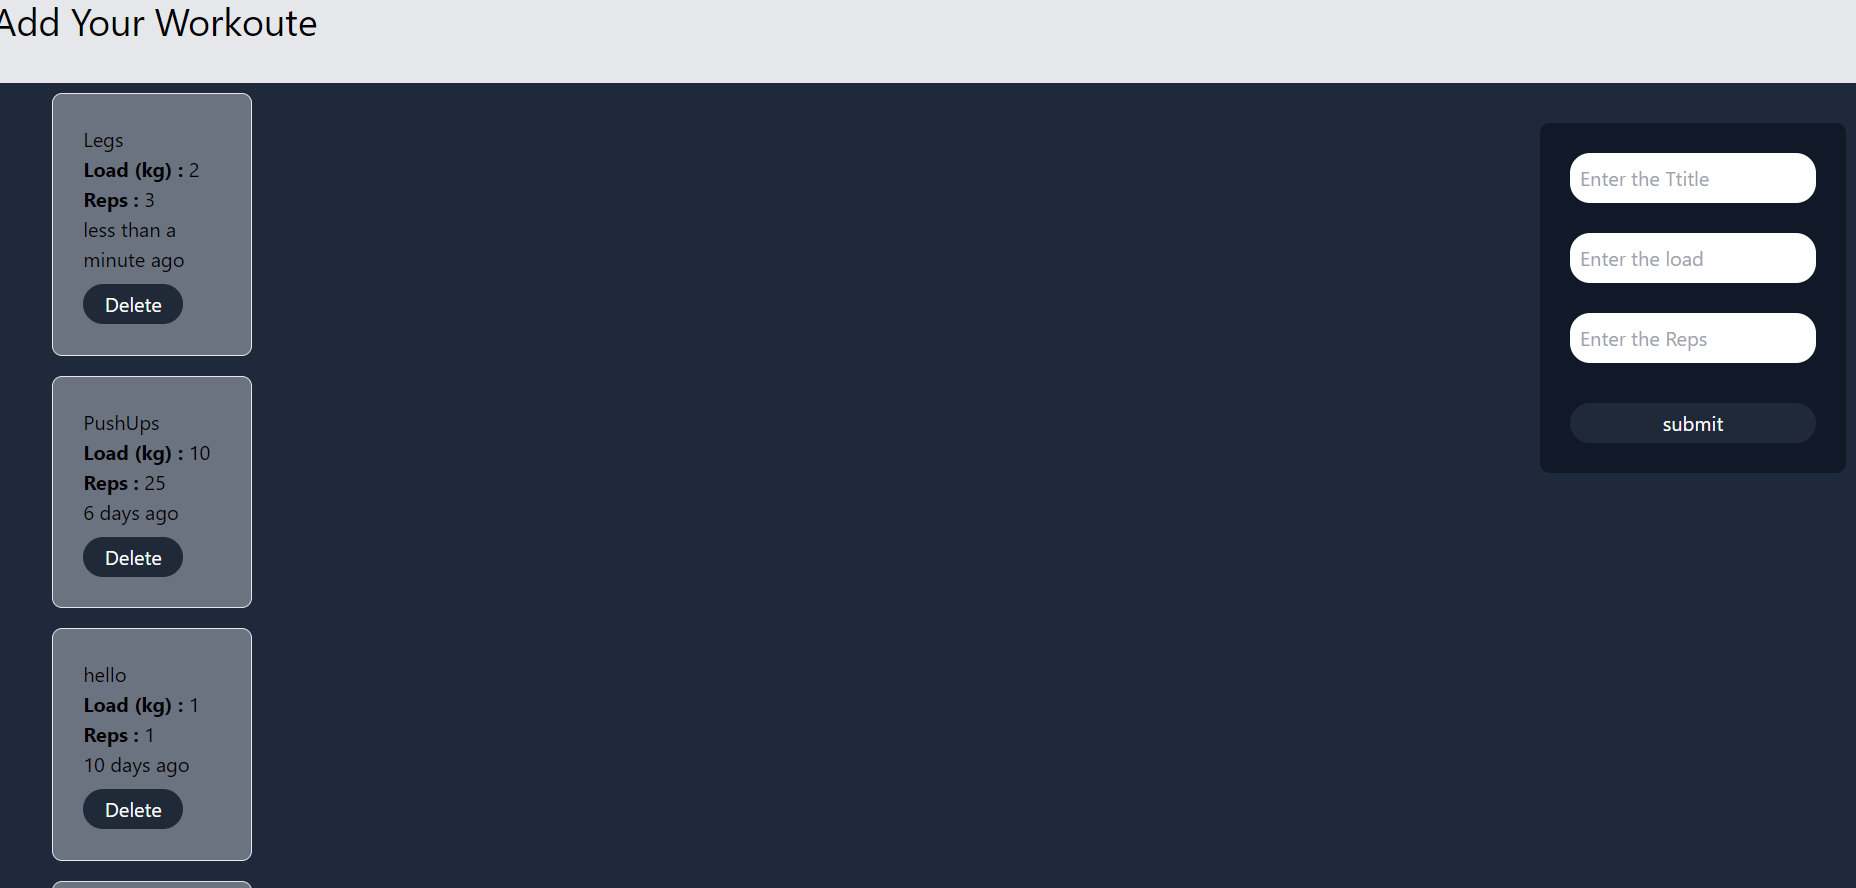 Add Your Workoute
Legs
Load (kg) : 2
Reps : 3
less than a
minute ago
Delete
PushUps
Load (kg) : 10
Reps : 25
6 days ago
Delete
hello
Load (kg) : 1
Reps : 1
10 days ago
Delete
Enter the Ttitle
Enter the load
Enter the Reps
submit